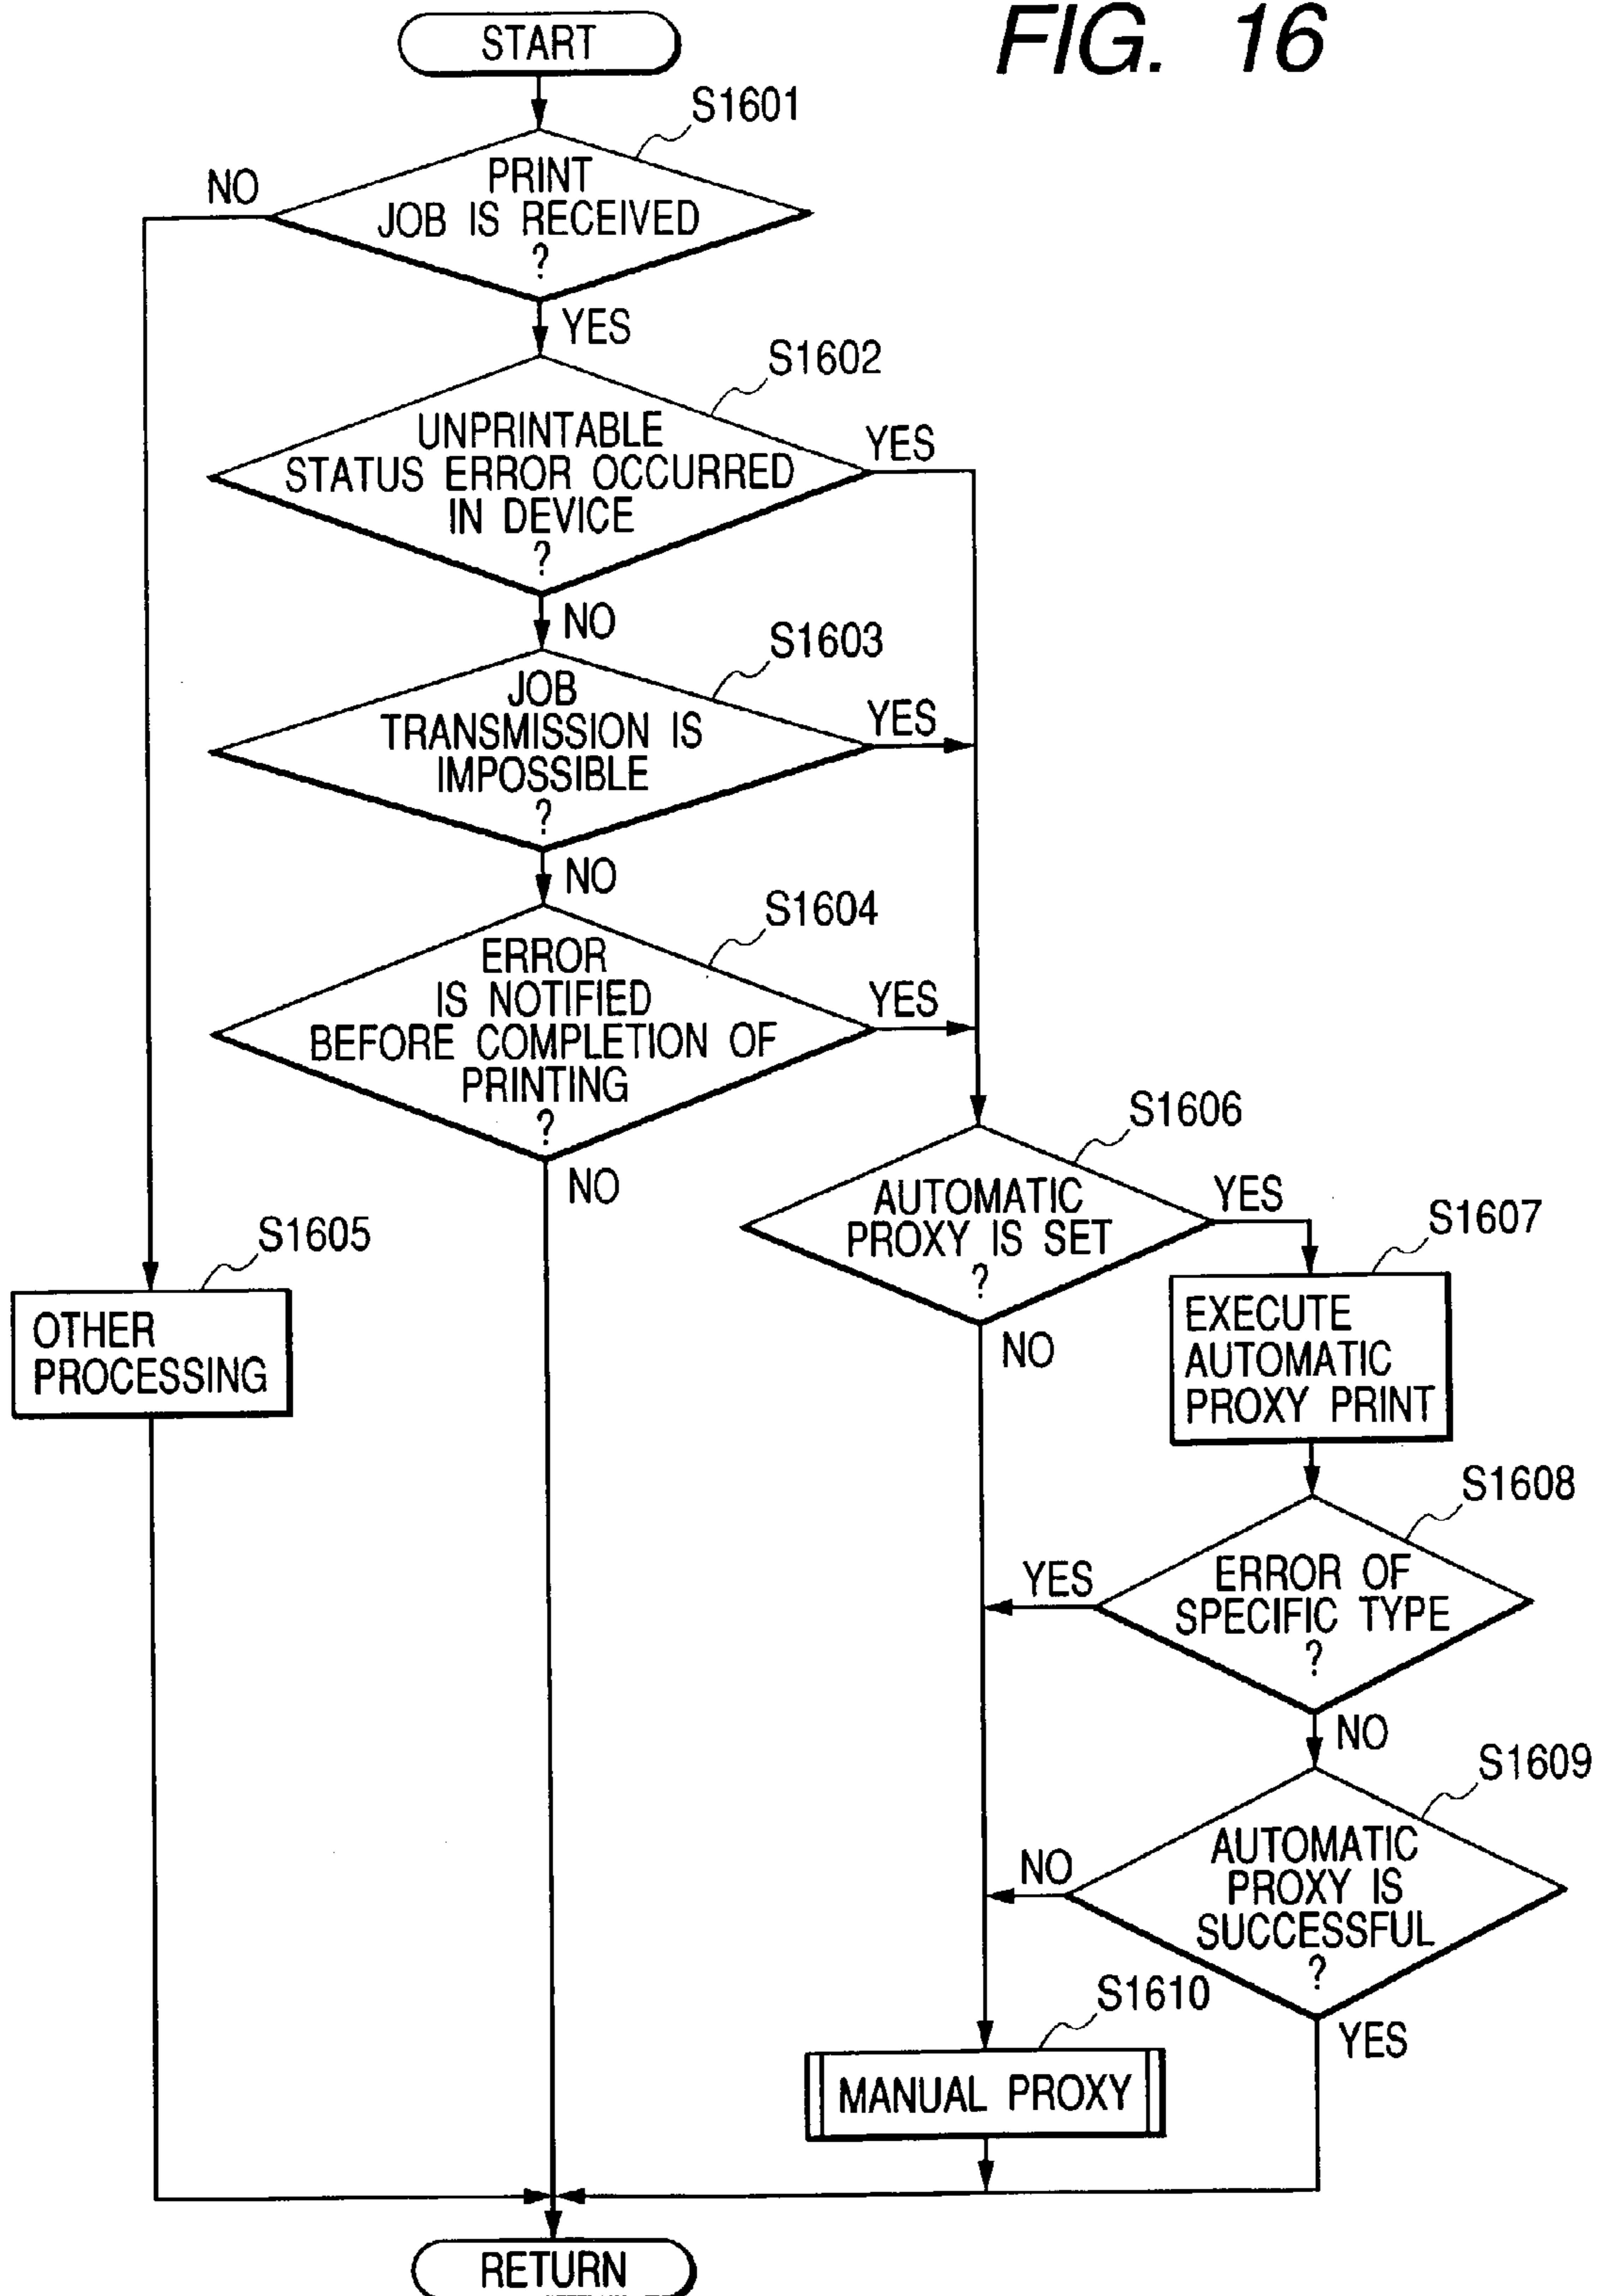 FIG. 16
START
S1601
PRINT
JOB IS RECEIVED
?
NO
YES
S1602
UNPRINTABLE
STATUS ERROR OCCURRED
IN DEVICE
?
YES
NO
S1603
JOB
TRANSMISSION IS
IMPOSSIBLE
?
YES
NO
S1604
ERROR
IS NOTIFIED
BEFORE COMPLETION OF
PRINTING
?
YES
NO
S1605
OTHER
PROCESSING
S1606
AUTOMATIC
PROXY IS SET
?
YES
NO
S1607
EXECUTE
AUTOMATIC
PROXY PRINT
S1608
ERROR OF
SPECIFIC TYPE
?
YES
NO
S1609
AUTOMATIC
PROXY IS
SUCCESSFUL
?
NO
YES
S1610
MANUAL PROXY
RETURN